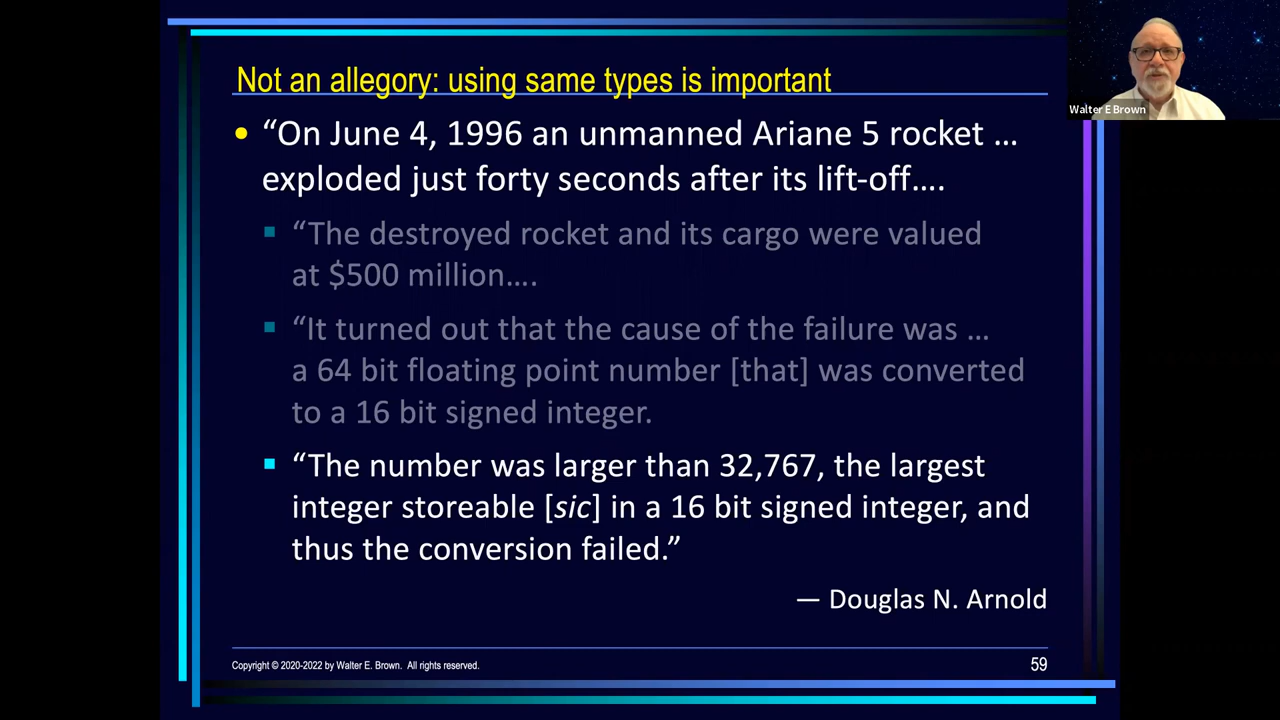 Not an allegory: using same types is important
• “On June 4, 1996 an unmanned Ariane 5 rocket …
exploded just forty seconds after its lift-off….
▪ “The destroyed rocket and its cargo were valued
at $500 million….
▪ “It turned out that the cause of the failure was …
a 64 bit floating point number [that] was converted
to a 16 bit signed integer.
▪ “The number was larger than 32,767, the largest
integer storeable [sic] in a 16 bit signed integer, and
thus the conversion failed.”
— Douglas N. Arnold
Copyright © 2020-2022 by Walter E. Brown. All rights reserved.
59
Walter E Brown